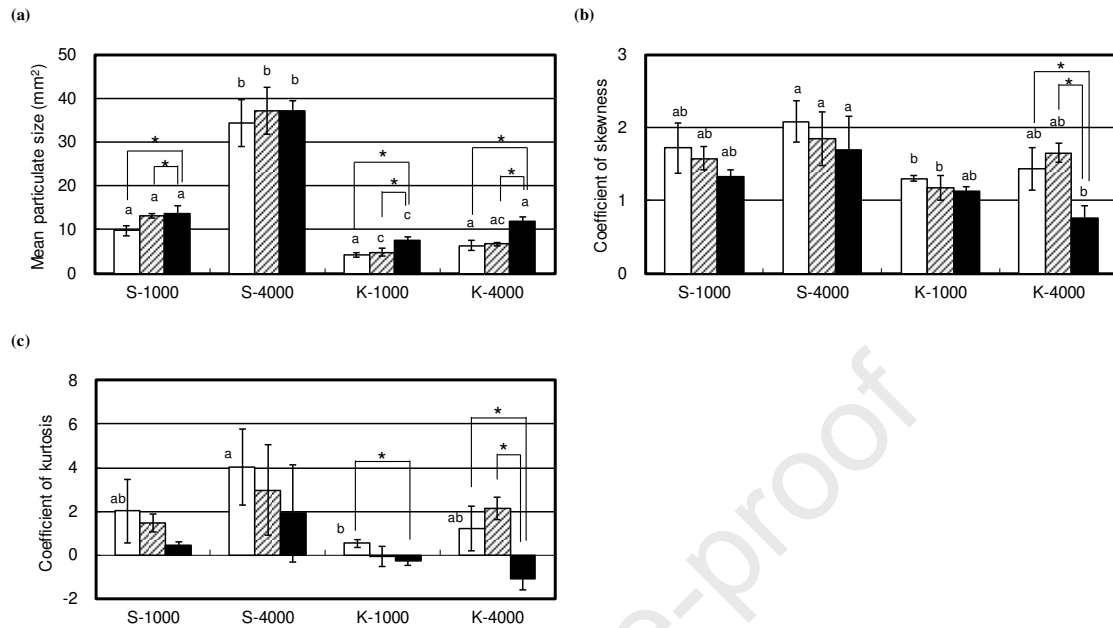 (a)
50
40
30
20
10
0
Mean particulate size (mm²)
* * a a a
b b b
* * a c c
* * a ac a
S-1000 S-4000 K-1000 K-4000
(b)
3
2
1
0
Coefficient of skewness
ab ab ab
a a a
b b ab
* * ab ab b
S-1000 S-4000 K-1000 K-4000
(c)
8
6
4
2
0
-2
Coefficient of kurtosis
ab
a
* b
* * ab
S-1000 S-4000 K-1000 K-4000
e-proof